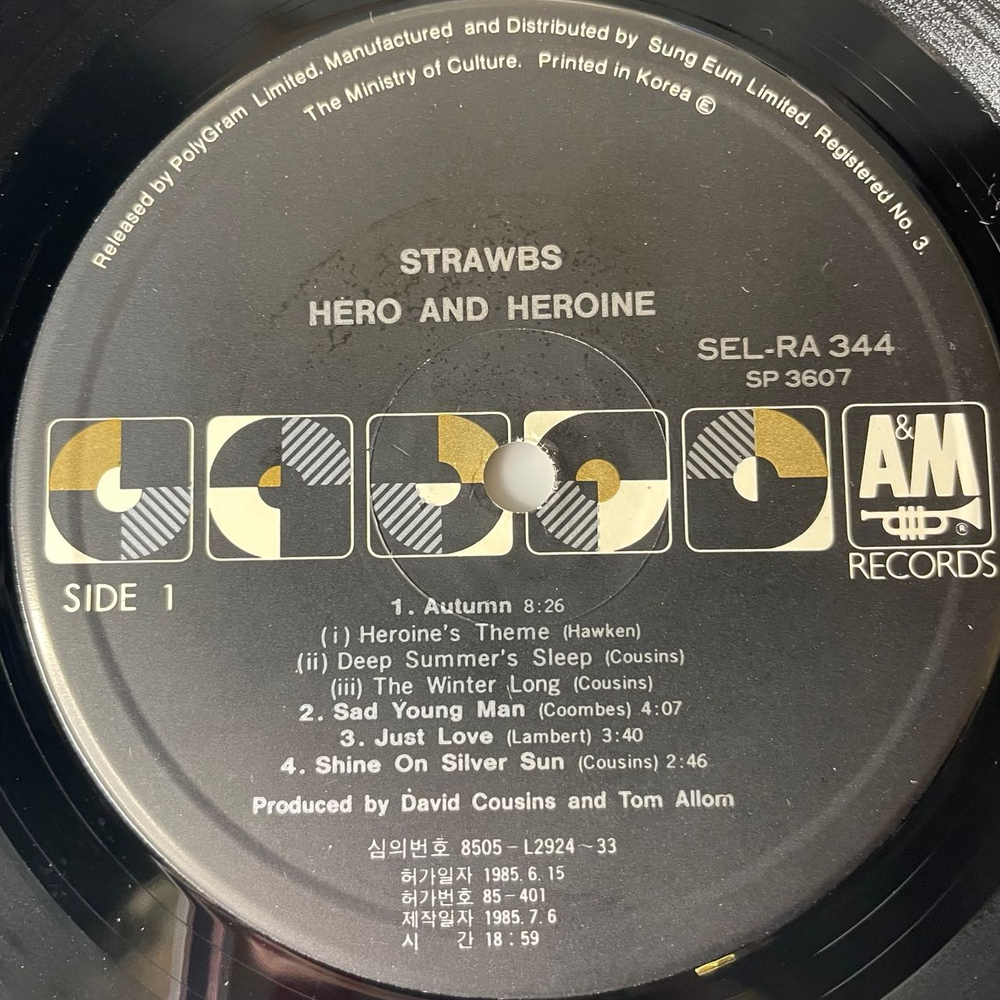 Released by PolyGram Limited. Manufactured and Distributed by Sung Eum Limited. Registered No. 3.
The Ministry of Culture. Printed in Korea Ⓔ
STRAWBS
HERO AND HEROINE
SEL-RA 344
SP 3607
A&M
®
RECORDS
SIDE 1
1. Autumn 8:26
(i) Heroine's Theme (Hawken)
(ii) Deep Summer's Sleep (Cousins)
(iii) The Winter Long (Cousins)
2. Sad Young Man (Coombes) 4:07
3. Just Love (Lambert) 3:40
4. Shine On Silver Sun (Cousins) 2:46
Produced by David Cousins and Tom Allom
심의번호 8505-L2924~33
허가일자 1985.6.15
허가번호 85-401
제작일자 1985.7.6
시 간 18:59